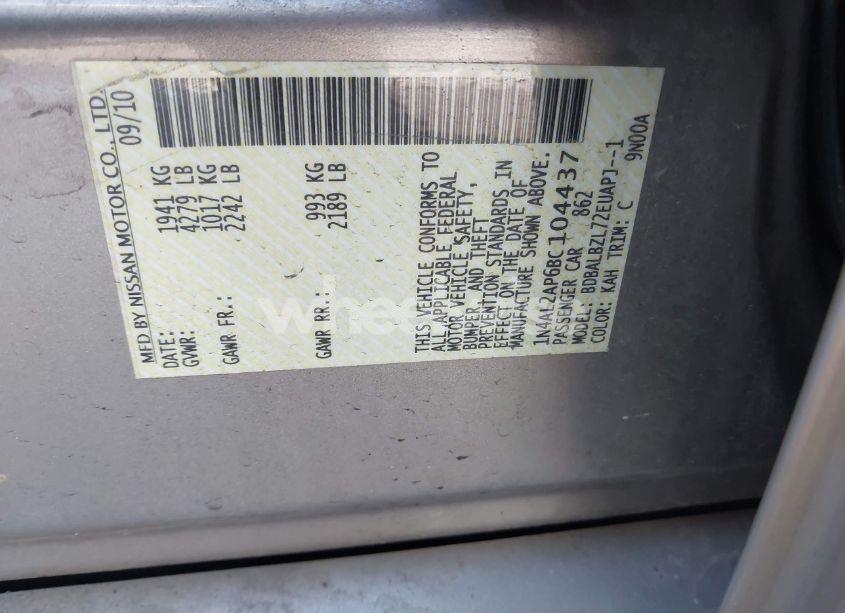 MFD BY NISSAN MOTOR CO., LTD.
DATE: 09/10
GVWR: 1941 KG
4279 LB
GAWR FR.: 1017 KG
2242 LB
GAWR RR.: 993 KG
2189 LB
THIS VEHICLE CONFORMS TO
ALL APPLICABLE FEDERAL
MOTOR VEHICLE SAFETY,
BUMPER AND THEFT
PREVENTION STANDARDS IN
EFFECT ON THE DATE OF
MANUFACTURE SHOWN ABOVE.
1N4AL2AP6BC104437
PASSENGER CAR 862
MODEL: BDBALBZL72EUAPJ--1
COLOR: KAH TRIM: C 9N00A